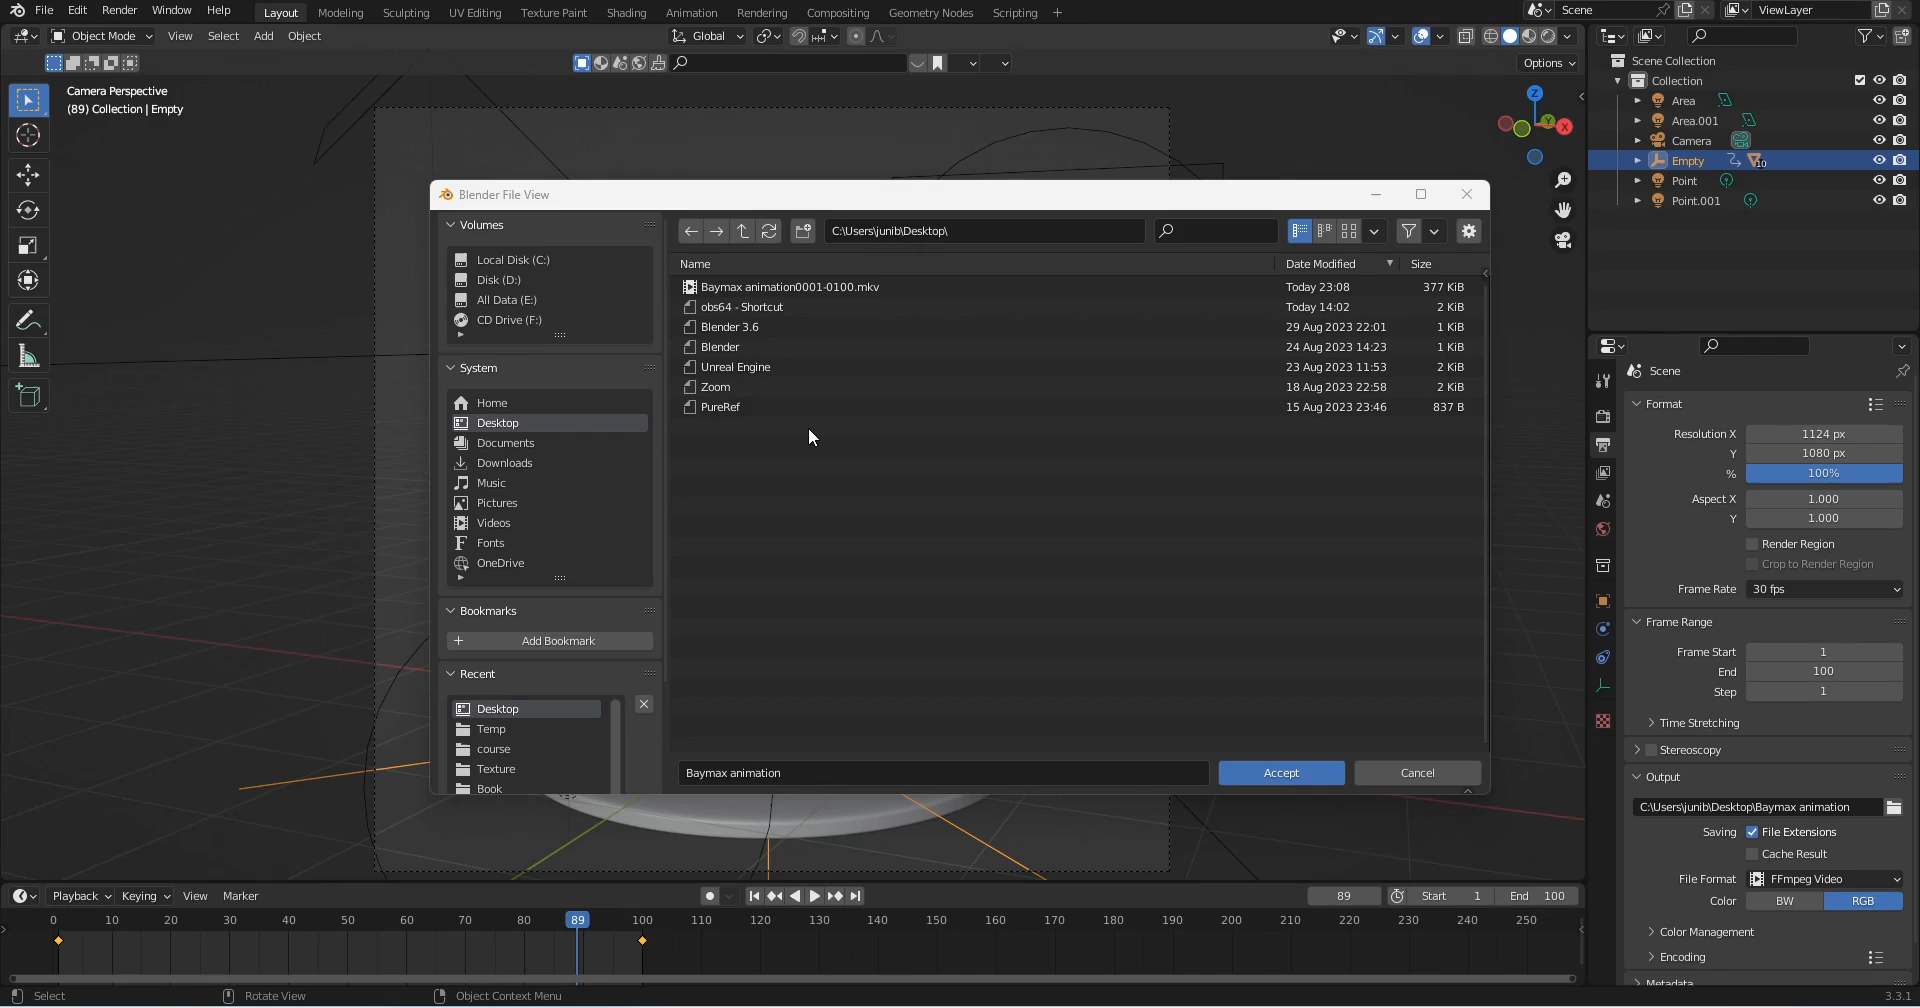 File Edit Render Window Help Layout Modeling Sculpting UV Editing Texture Paint Shading Animation Rendering Compositing Geometry Nodes Scripting + Scene ViewLayer
Object Mode View Select Add Object Global
Options
Camera Perspective
(89) Collection | Empty
Z
Y
X
Scene Collection
Collection
Area
Area.001
Camera
Empty 10
Point
Point.001
Blender File View
Volumes
Local Disk (C:)
Disk (D:)
All Data (E:)
CD Drive (F:)
System
Home
Desktop
Documents
Downloads
Music
Pictures
Videos
Fonts
OneDrive
Bookmarks
+ Add Bookmark
Recent
Desktop
Temp
course
Texture
Book
C:\Users\junib\Desktop\
Name Date Modified Size
Baymax animation0001-0100.mkv Today 23:08 377 KiB
obs64 - Shortcut Today 14:02 2 KiB
Blender 3.6 29 Aug 2023 22:01 1 KiB
Blender 24 Aug 2023 14:23 1 KiB
Unreal Engine 23 Aug 2023 11:53 2 KiB
Zoom 18 Aug 2023 22:58 2 KiB
PureRef 15 Aug 2023 23:46 837 B
Baymax animation Accept Cancel
Scene
Format
Resolution X 1124 px
Y 1080 px
% 100%
Aspect X 1.000
Y 1.000
Render Region
Crop to Render Region
Frame Rate 30 fps
Frame Range
Frame Start 1
End 100
Step 1
Time Stretching
Stereoscopy
Output
C:\Users\junib\Desktop\Baymax animation
Saving File Extensions
Cache Result
File Format FFmpeg Video
Color BW RGB
Color Management
Encoding
Metadata
Playback Keying View Marker 89 Start 1 End 100
0 10 20 30 40 50 60 70 80 89 100 110 120 130 140 150 160 170 180 190 200 210 220 230 240 250
Select Rotate View Object Context Menu 3.3.1